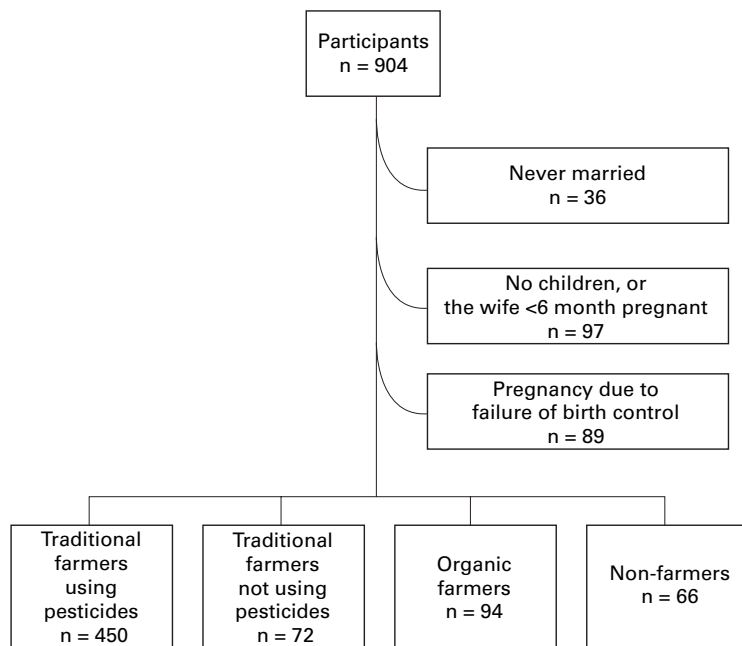 Participants
n = 904
Never married
n = 36
No children, or
the wife <6 month pregnant
n = 97
Pregnancy due to
failure of birth control
n = 89
Traditional
farmers
using
pesticides
n = 450
Traditional
farmers
not using
pesticides
n = 72
Organic
farmers
n = 94
Non-farmers
n = 66